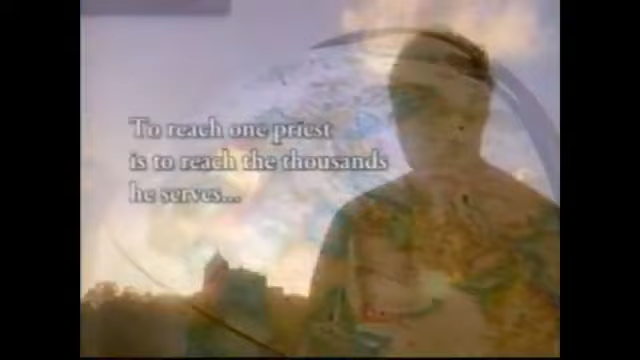 To reach one priest
is to reach the thousands
he serves...